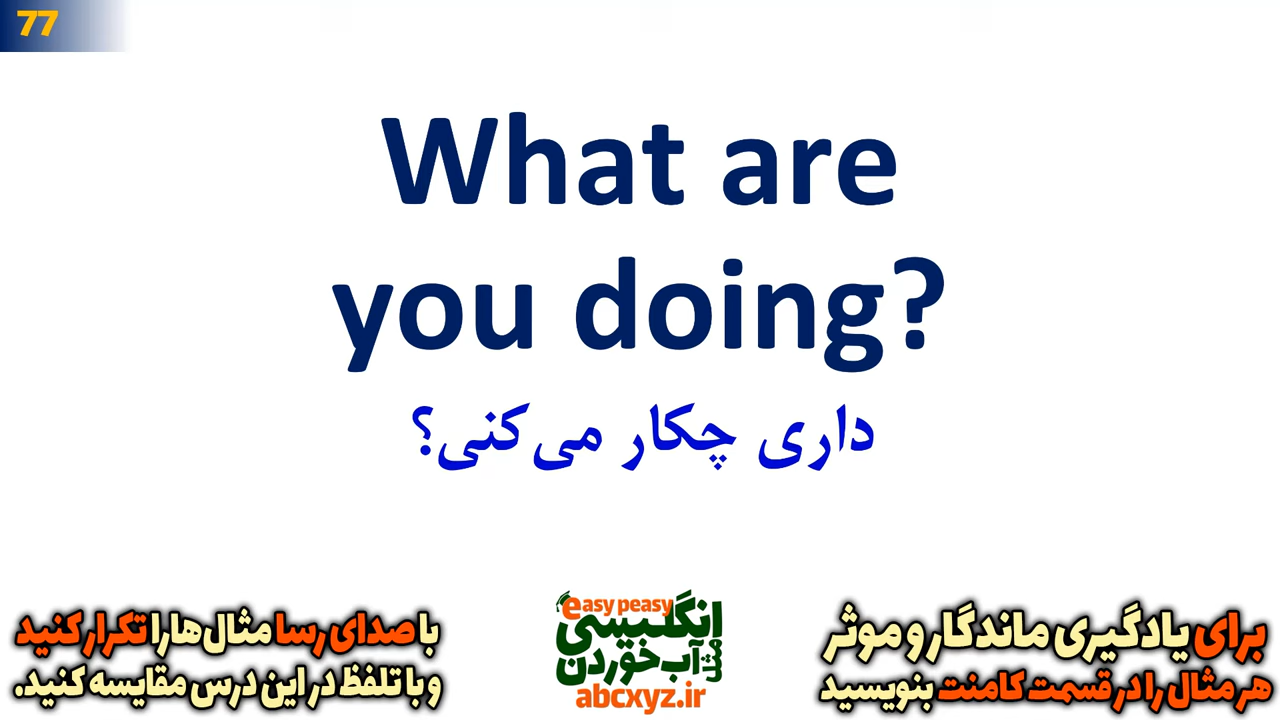 77
What are
you doing?
داری چکار می‌کنی؟
با صدای رسا مثال‌ها را تکرار کنید
و با تلفظ در این درس مقایسه کنید.
easy peasy
انگلیسی
مثل آب خوردن
abcxyz.ir
برای یادگیری ماندگار و موثر
هر مثال را در قسمت کامنت بنویسید